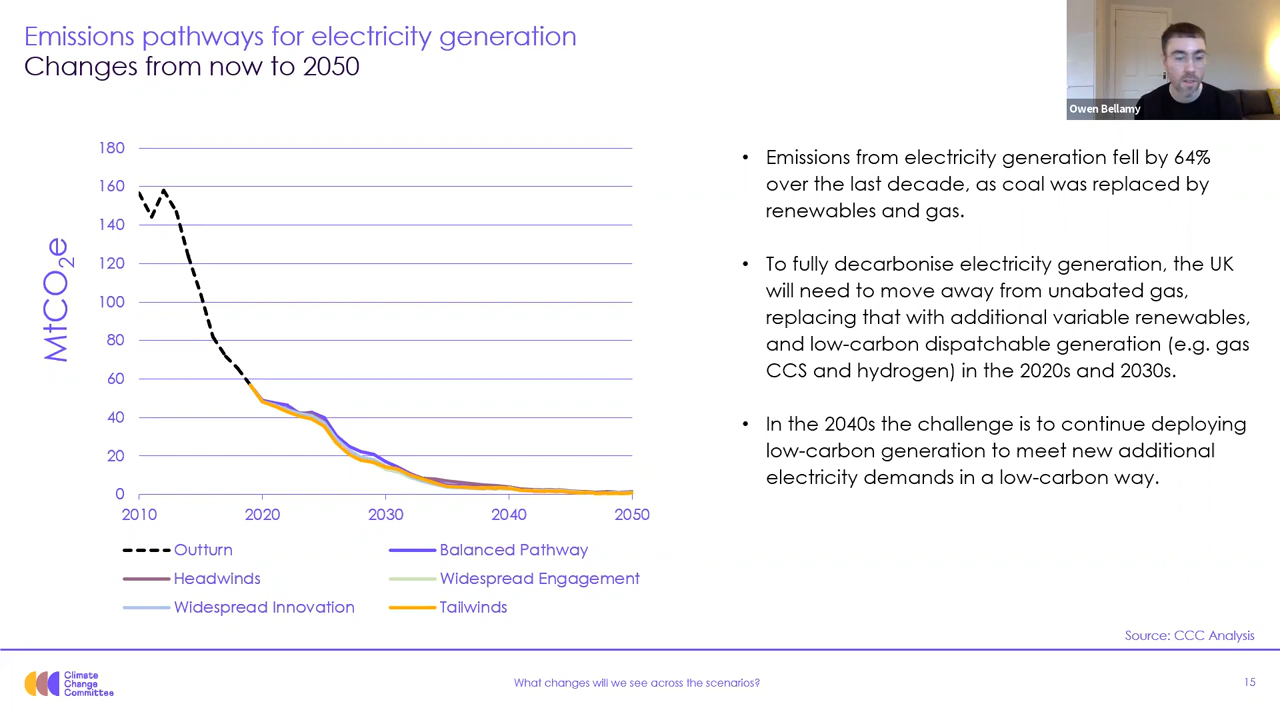 Emissions pathways for electricity generation
Changes from now to 2050
Owen Bellamy
180
160
140
120
100
80
60
40
20
0
MtCO₂e
2010
2020
2030
2040
2050
Outturn
Balanced Pathway
Headwinds
Widespread Engagement
Widespread Innovation
Tailwinds
• Emissions from electricity generation fell by 64%
over the last decade, as coal was replaced by
renewables and gas.
• To fully decarbonise electricity generation, the UK
will need to move away from unabated gas,
replacing that with additional variable renewables,
and low-carbon dispatchable generation (e.g. gas
CCS and hydrogen) in the 2020s and 2030s.
• In the 2040s the challenge is to continue deploying
low-carbon generation to meet new additional
electricity demands in a low-carbon way.
Source: CCC Analysis
Climate
Change
Committee
What changes will we see across the scenarios?
15